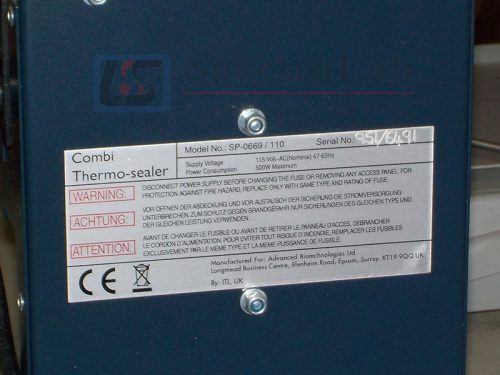 Combi
Thermo-sealer
Model No.: SP-0669 / 110
Serial No.
Supply Voltage 115 Volt~AC(Nominal) 47-63Hz
Power Consumption 500W Maximum
WARNING:
DISCONNECT POWER SUPPLY BEFORE CHANGING THE FUSE OR REMOVING ANY ACCESS PANEL, FOR
PROTECTION AGAINST FIRE HAZARD, REPLACE ONLY WITH SAME TYPE AND RATING OF FUSE.
ACHTUNG:
VOR ABNEHMEN DER ABDECKUNG UND VOR AUSTAUSCH DER SICHERUNG DIE STROMVERSORGUNG
UNTERBRECHEN, ZUM SCHUTZ GEGEN BRANDGEFÄHR NUR SICHERUNGEN DES GLEICHEN TYPS UND
DER GLEICHEN LEISTUNG VERWENDEN.
ATTENTION:
AVANT DE CHANGER LE FUSIBLE OU AVANT DE RETIRER LE PANNEAU D'ACCES, DEBRANCHER
LE CORDON D'ALIMENTATION. POUR EVITER TOUT RISQUE D'INCENDIE, REMPLACER LES FUSIBLES
EXCLUSIVEMENT PAR LE MEME TYPE ET LA MEME PUISSANCE DE FUSIBLE.
CE
Manufactured For: Advanced Biotechnologies Ltd
Longmead Business Centre, Blenheim Road, Epsom, Surrey, KT19 9QQ UK
By: ITL, UK